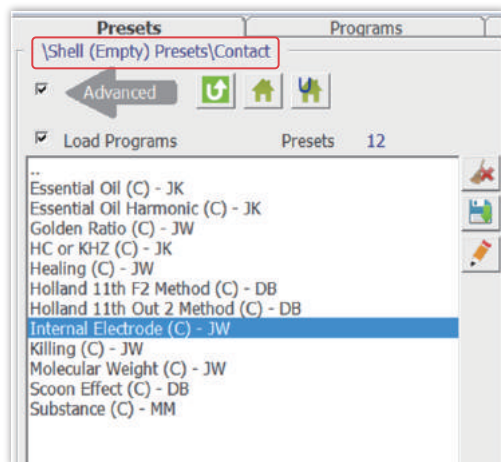 Presets Programs
\Shell (Empty) Presets\Contact
Advanced
Load Programs Presets 12
..
Essential Oil (C) - JK
Essential Oil Harmonic (C) - JK
Golden Ratio (C) - JW
HC or KHZ (C) - JK
Healing (C) - JW
Holland 11th F2 Method (C) - DB
Holland 11th Out 2 Method (C) - DB
Internal Electrode (C) - JW
Killing (C) - JW
Molecular Weight (C) - JW
Scoon Effect (C) - DB
Substance (C) - MM